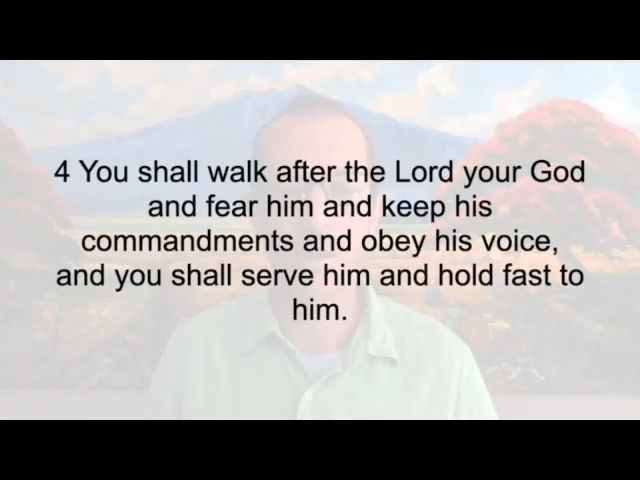 4 You shall walk after the Lord your God
and fear him and keep his
commandments and obey his voice,
and you shall serve him and hold fast to
him.